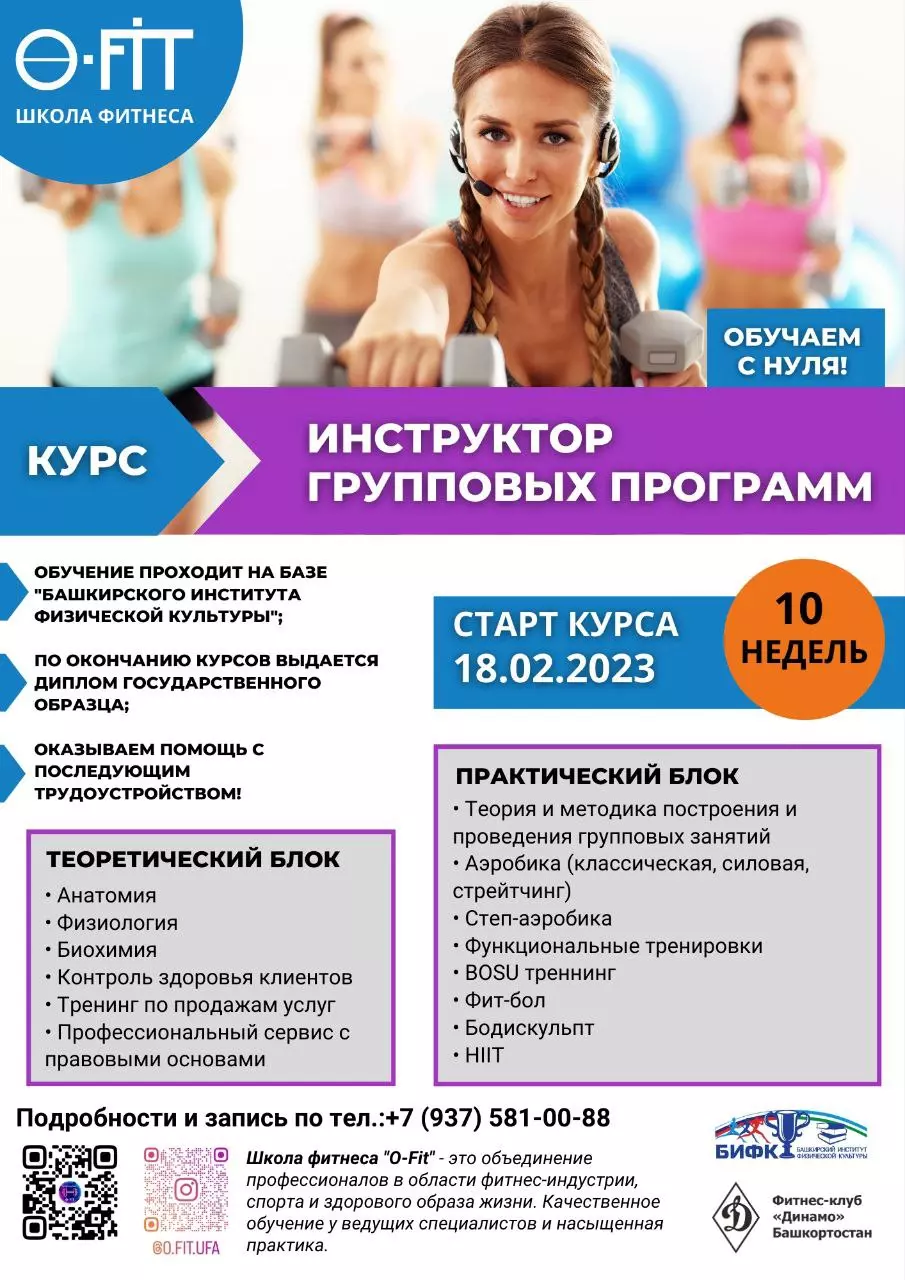 O-FIT
ШКОЛА ФИТНЕСА
ОБУЧАЕМ
С НУЛЯ!
КУРС
ИНСТРУКТОР
ГРУППОВЫХ ПРОГРАММ
ОБУЧЕНИЕ ПРОХОДИТ НА БАЗЕ
"БАШКИРСКОГО ИНСТИТУТА
ФИЗИЧЕСКОЙ КУЛЬТУРЫ";
ПО ОКОНЧАНИЮ КУРСОВ ВЫДАЕТСЯ
ДИПЛОМ ГОСУДАРСТВЕННОГО
ОБРАЗЦА;
ОКАЗЫВАЕМ ПОМОЩЬ С
ПОСЛЕДУЮЩИМ
ТРУДОУСТРОЙСТВОМ!
СТАРТ КУРСА
18.02.2023
10
НЕДЕЛЬ
ТЕОРЕТИЧЕСКИЙ БЛОК
• Анатомия
• Физиология
• Биохимия
• Контроль здоровья клиентов
• Тренинг по продажам услуг
• Профессиональный сервис с
правовыми основами
ПРАКТИЧЕСКИЙ БЛОК
• Теория и методика построения и
проведения групповых занятий
• Аэробика (классическая, силовая,
стрейтчинг)
• Степ-аэробика
• Функциональные тренировки
• BOSU треннинг
• Фит-бол
• Бодискульпт
• HIIT
Подробности и запись по тел.:+7 (937) 581-00-88
@O.FIT.UFA
Школа фитнеса "O-Fit" - это объединение
профессионалов в области фитнес-индустрии,
спорта и здорового образа жизни. Качественное
обучение у ведущих специалистов и насыщенная
практика.
БИФК
БАШКИРСКИЙ ИНСТИТУТ
ФИЗИЧЕСКОЙ КУЛЬТУРЫ
Д
Фитнес-клуб
«Динамо»
Башкортостан